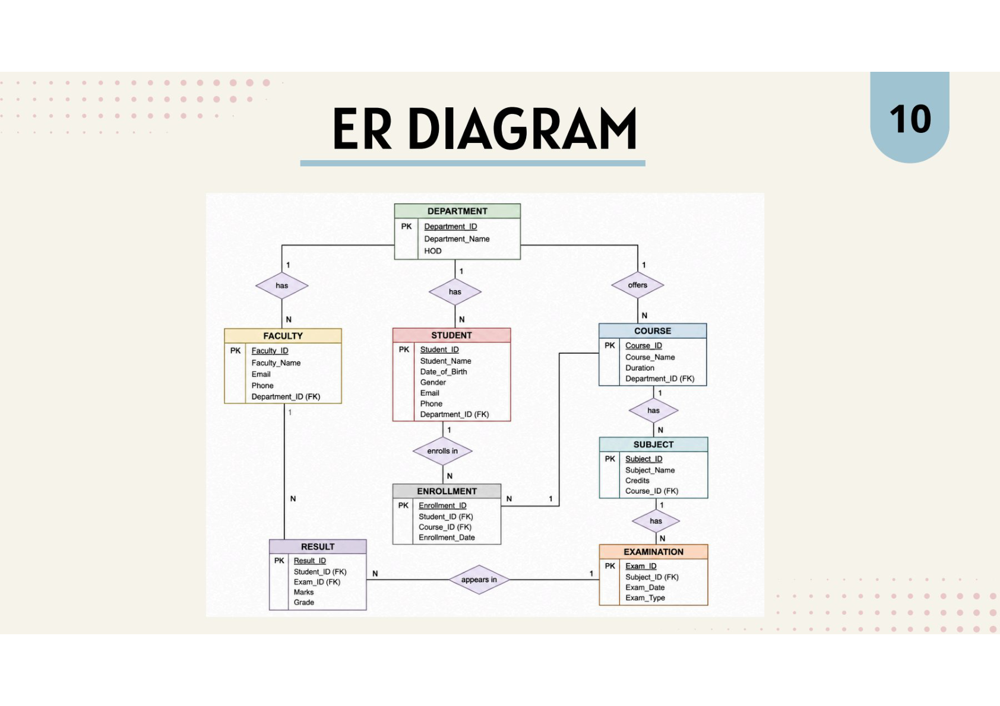 ER DIAGRAM
10
DEPARTMENT
PK Department_ID
Department_Name
HOD
1
1
1
has
has
offers
N
N
N
FACULTY
PK Faculty_ID
Faculty_Name
Email
Phone
Department_ID (FK)
STUDENT
PK Student_ID
Student_Name
Date_of_Birth
Gender
Email
Phone
Department_ID (FK)
COURSE
PK Course_ID
Course_Name
Duration
Department_ID (FK)
1
has
N
1
1
enrolls in
N
SUBJECT
PK Subject_ID
Subject_Name
Credits
Course_ID (FK)
ENROLLMENT
PK Enrollment_ID
Student_ID (FK)
Course_ID (FK)
Enrollment_Date
N 1
N
1
has
N
RESULT
PK Result_ID
Student_ID (FK)
Exam_ID (FK)
Marks
Grade
N appears in 1
EXAMINATION
PK Exam_ID
Subject_ID (FK)
Exam_Date
Exam_Type